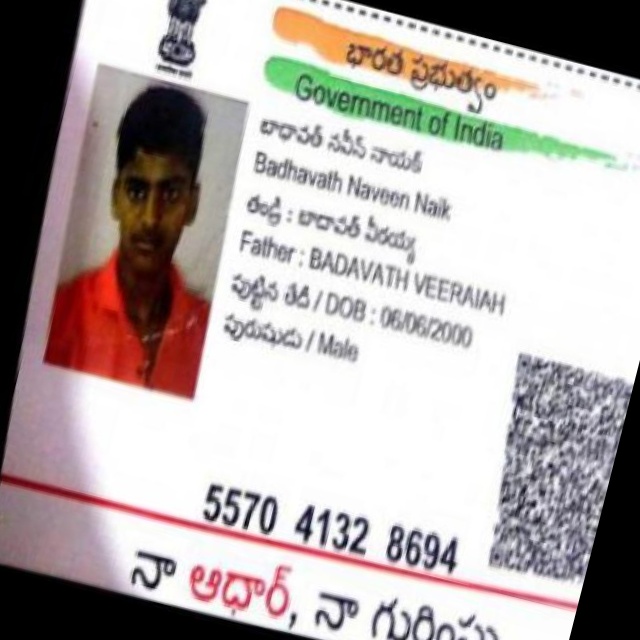 భారత ప్రభుత్వం
Government of India
బాధావత్ నవీన్ నాయక్
Badhavath Naveen Naik
తండ్రి : బాదావత్ వీరయ్య
Father : BADAVATH VEERAIAH
పుట్టిన తేదీ / DOB : 06/06/2000
పురుషుడు / Male
5570 4132 8694
నా ఆధార్, నా గుర్తింపు